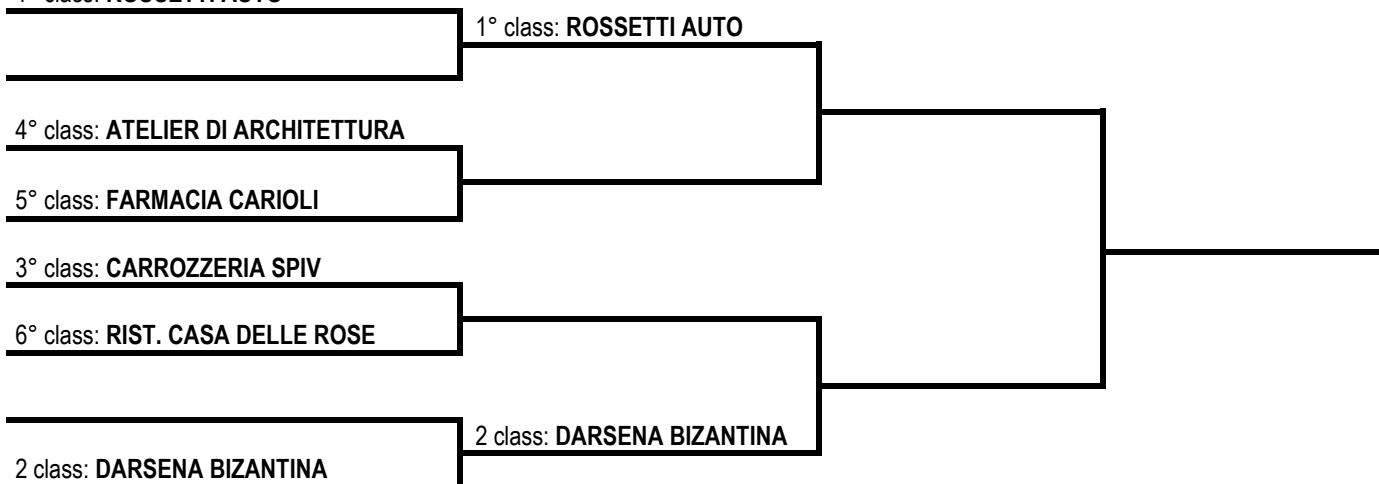 1° class: ROSSETTI AUTO
4° class: ATELIER DI ARCHITETTURA
5° class: FARMACIA CARIOLI
3° class: CARROZZERIA SPIV
6° class: RIST. CASA DELLE ROSE
2 class: DARSENA BIZANTINA
2 class: DARSENA BIZANTINA